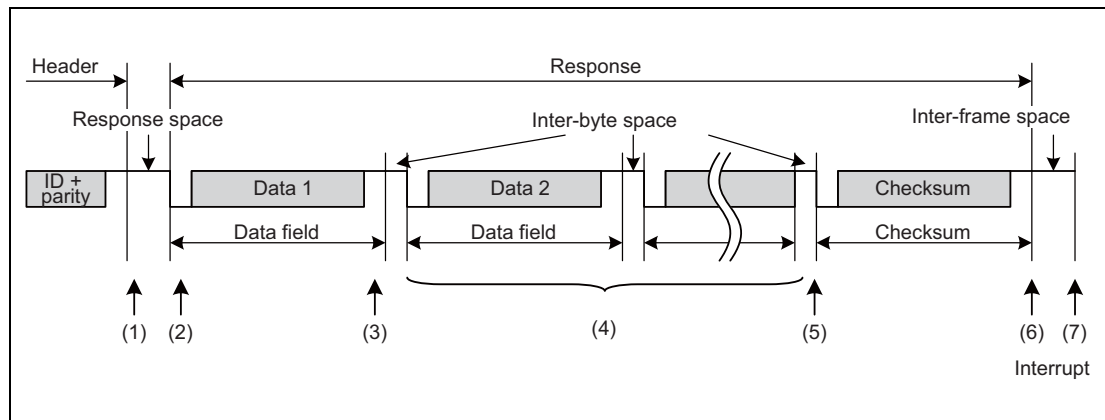 Header
Response
Response space
Inter-byte space
Inter-frame space
ID +
parity
Data 1
Data 2
Checksum
Data field
Data field
Checksum
(1)
(2)
(3)
(4)
(5)
(6)
(7)
Interrupt